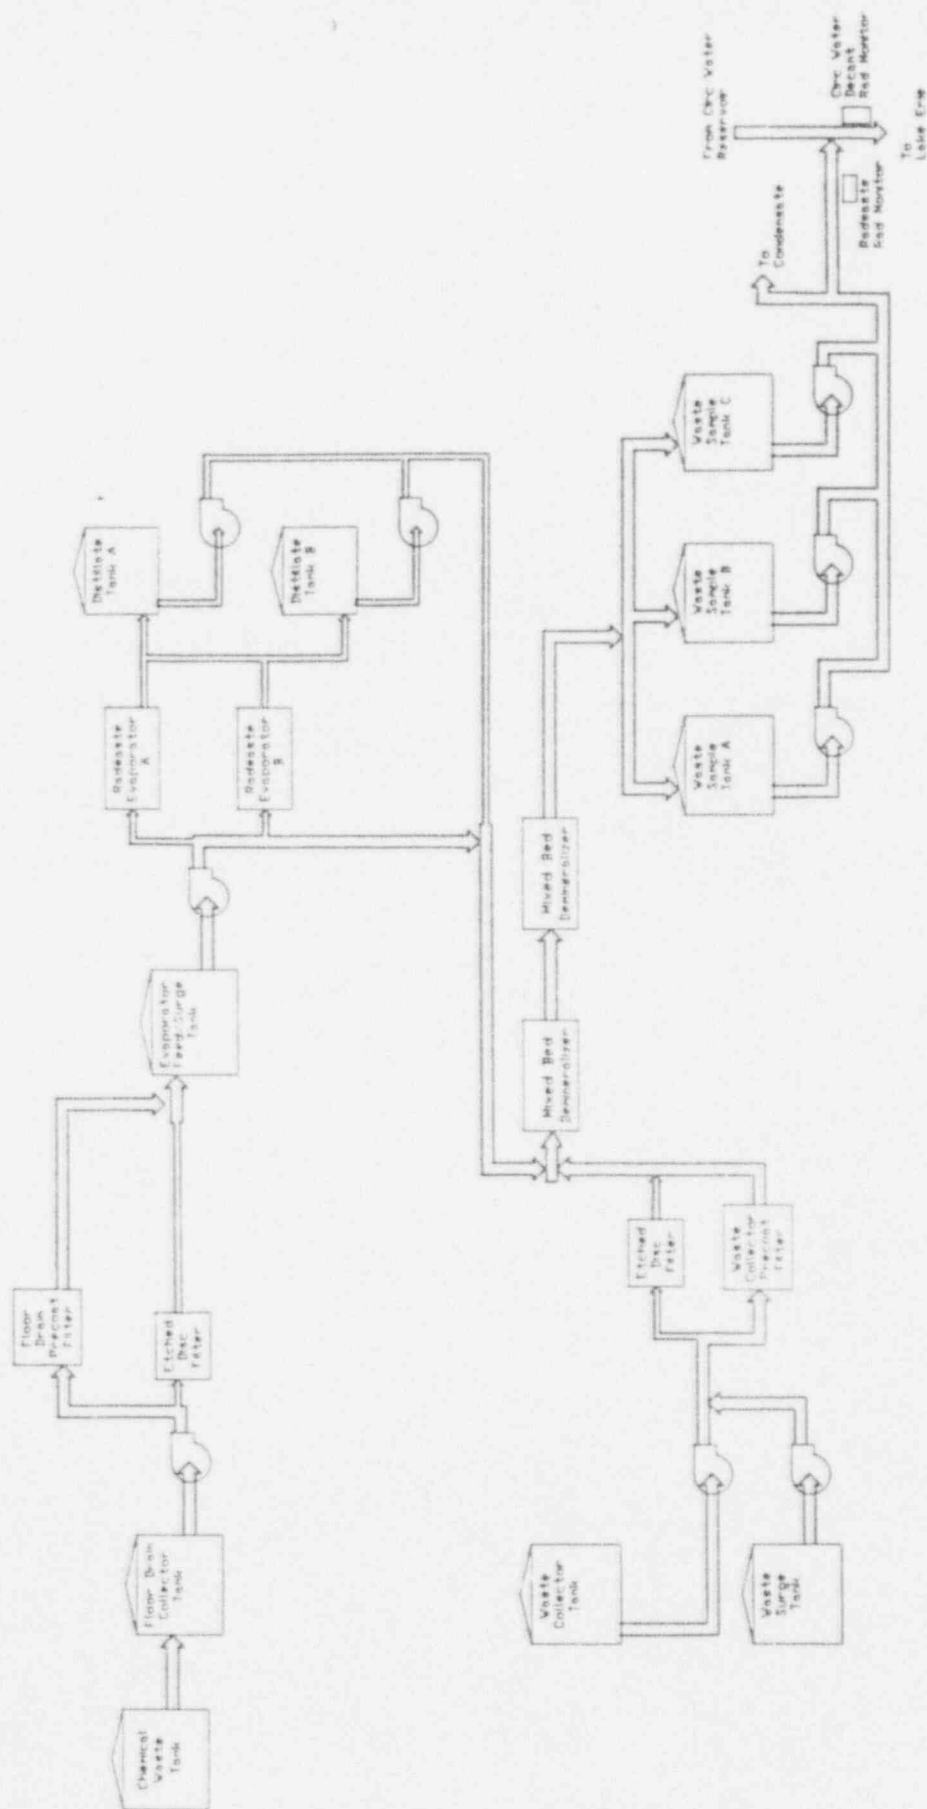 Chemical
Waste
Tank
Floor Drain
Collector
Tank
Floor
Drain
Precoat
Filter
Etched
Disc
Filter
Evaporator
Feed/Surge
Tank
Radwaste
Evaporator
A
Radwaste
Evaporator
B
Distillate
Tank A
Distillate
Tank B
Waste
Collector
Tank
Waste
Surge
Tank
Etched
Disc
Filter
Waste
Collector
Precoat
Filter
Mixed Bed
Demineralizer
Mixed Bed
Demineralizer
Waste
Sample
Tank A
Waste
Sample
Tank B
Waste
Sample
Tank C
To
Condensate
From Circ Water
Reservoir
Radwaste
Rad Monitor
Circ Water
Decant
Rad Monitor
To
Lake Erie